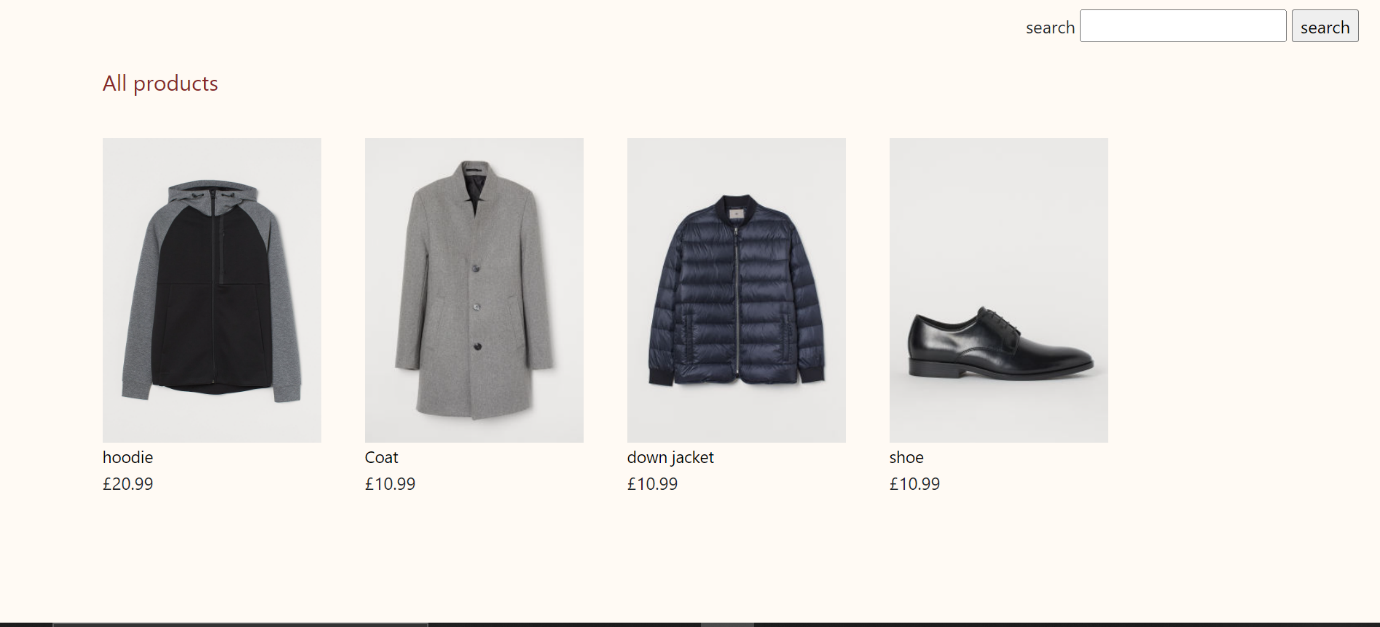 search search
All products
hoodie
£20.99
Coat
£10.99
down jacket
£10.99
shoe
£10.99